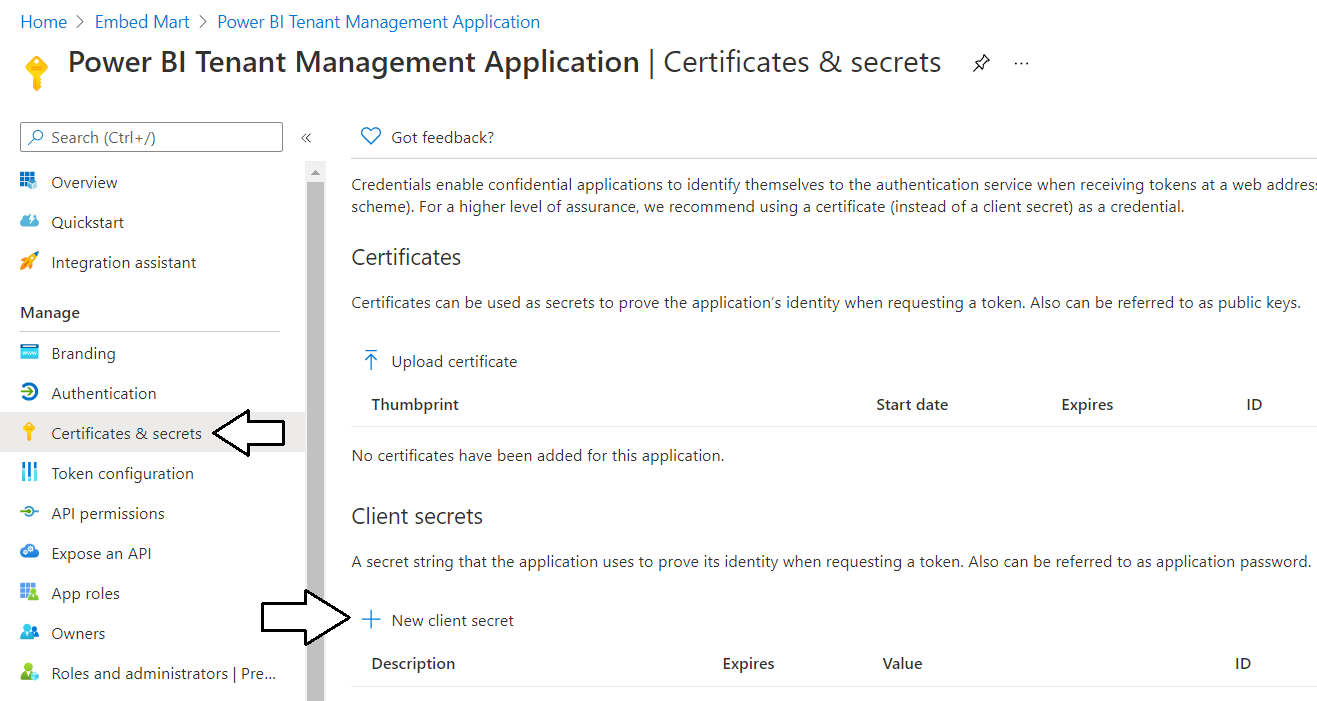 Home > Embed Mart > Power BI Tenant Management Application
Power BI Tenant Management Application | Certificates & secrets
Search (Ctrl+/)
Overview
Quickstart
Integration assistant
Manage
Branding
Authentication
Certificates & secrets
Token configuration
API permissions
Expose an API
App roles
Owners
Roles and administrators | Pre...
Got feedback?
Credentials enable confidential applications to identify themselves to the authentication service when receiving tokens at a web address
scheme). For a higher level of assurance, we recommend using a certificate (instead of a client secret) as a credential.
Certificates
Certificates can be used as secrets to prove the application's identity when requesting a token. Also can be referred to as public keys.
Upload certificate
Thumbprint Start date Expires ID
No certificates have been added for this application.
Client secrets
A secret string that the application uses to prove its identity when requesting a token. Also can be referred to as application password.
New client secret
Description Expires Value ID